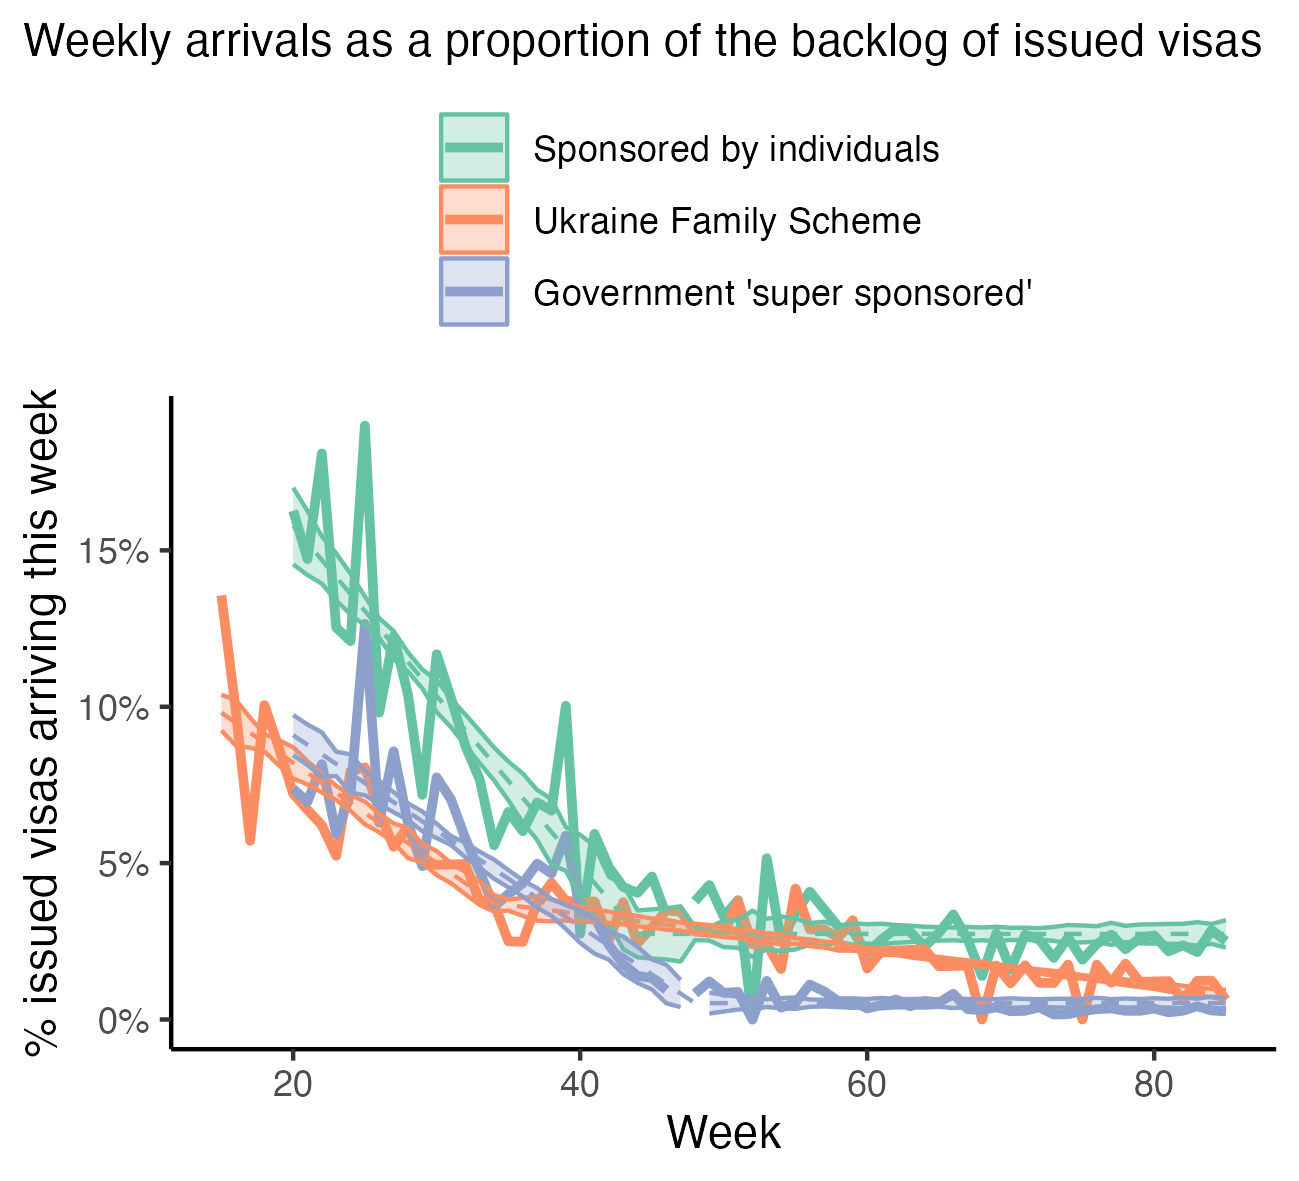 Weekly arrivals as a proportion of the backlog of issued visas
Sponsored by individuals
Ukraine Family Scheme
Government 'super sponsored'
% issued visas arriving this week
15%
10%
5%
0%
20 40 60 80
Week